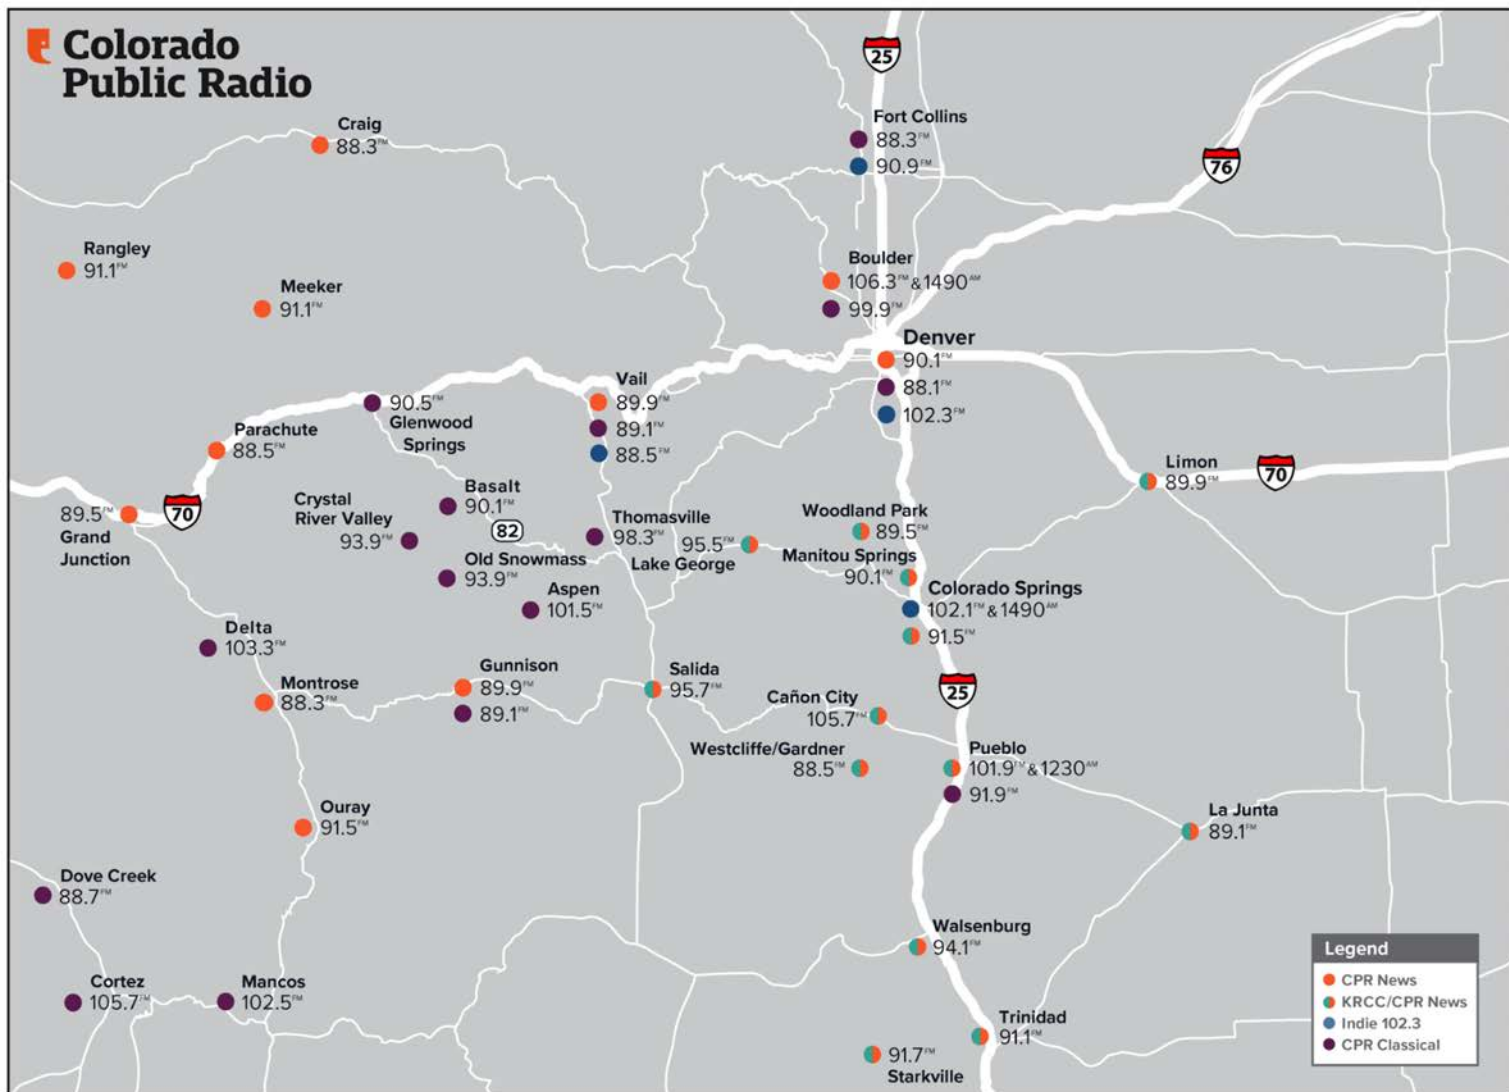 Colorado
Public Radio
25
Fort Collins
88.3FM
90.9FM
Craig
88.3FM
76
Rangley
91.1FM
Meeker
91.1FM
Boulder
106.3FM & 1490AM
99.9FM
Denver
90.1FM
88.1FM
102.3FM
Vail
89.9FM
89.1FM
88.5FM
90.5FM
Glenwood
Springs
Parachute
88.5FM
Limon
89.9FM
70
89.5FM
Grand
Junction
70
Crystal
River Valley
93.9FM
Basalt
90.1FM
82
Old Snowmass
93.9FM
Thomasville
98.3FM
95.5FM
Lake George
Woodland Park
89.5FM
Manitou Springs
90.1FM
Aspen
101.5FM
Colorado Springs
102.1FM & 1490AM
91.5FM
Delta
103.3FM
Montrose
88.3FM
Gunnison
89.9FM
89.1FM
Salida
95.7FM
25
Cañon City
105.7FM
Westcliffe/Gardner
88.5FM
Pueblo
101.9FM & 1230AM
91.9FM
Ouray
91.5FM
La Junta
89.1FM
Dove Creek
88.7FM
Walsenburg
94.1FM
Cortez
105.7FM
Mancos
102.5FM
Trinidad
91.1FM
91.7FM
Starkville
Legend
CPR News
KRCC/CPR News
Indie 102.3
CPR Classical